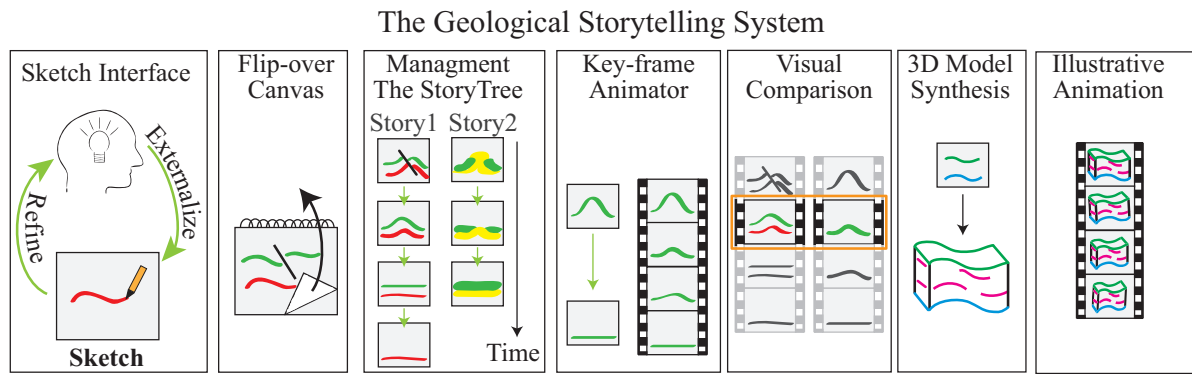 The Geological Storytelling System
Sketch Interface
Externalize
Refine
Sketch
Flip-over
Canvas
Managment
The StoryTree
Story1 Story2
Time
Key-frame
Animator
Visual
Comparison
3D Model
Synthesis
Illustrative
Animation